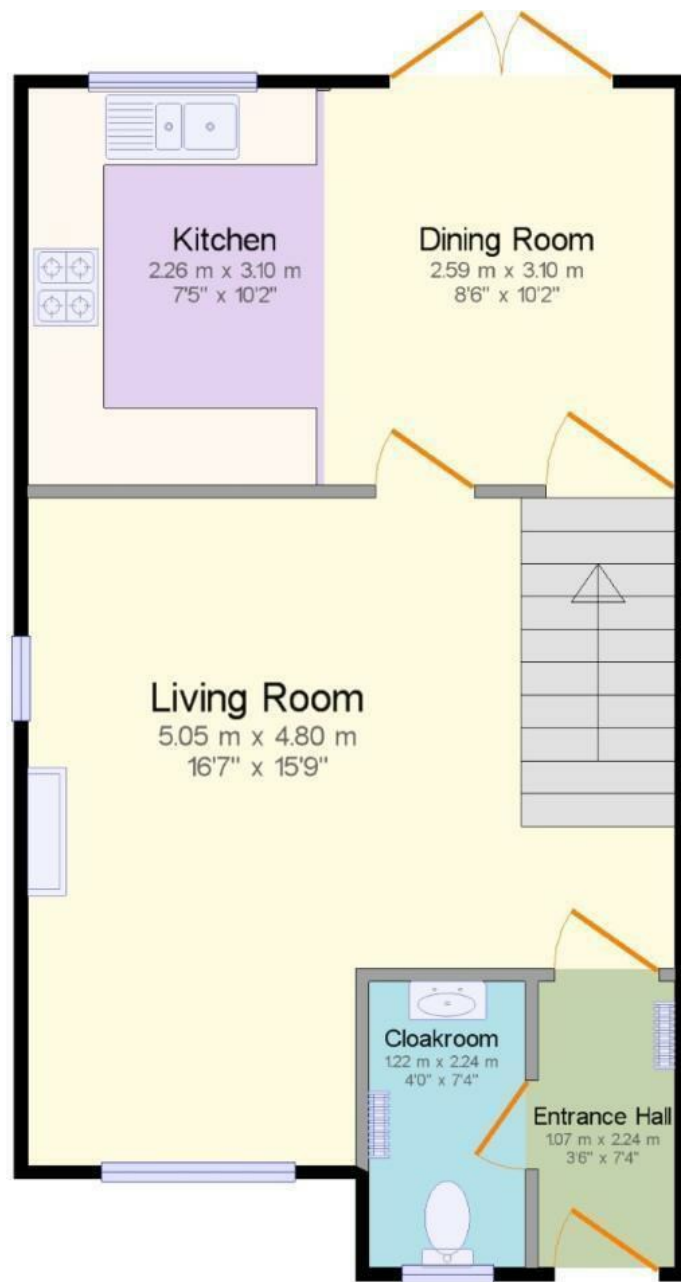 Kitchen
2.26 m x 3.10 m
7'5" x 10'2"
Dining Room
2.59 m x 3.10 m
8'6" x 10'2"
Living Room
5.05 m x 4.80 m
16'7" x 15'9"
Cloakroom
1.22 m x 2.24 m
4'0" x 7'4"
Entrance Hall
1.07 m x 2.24 m
3'6" x 7'4"